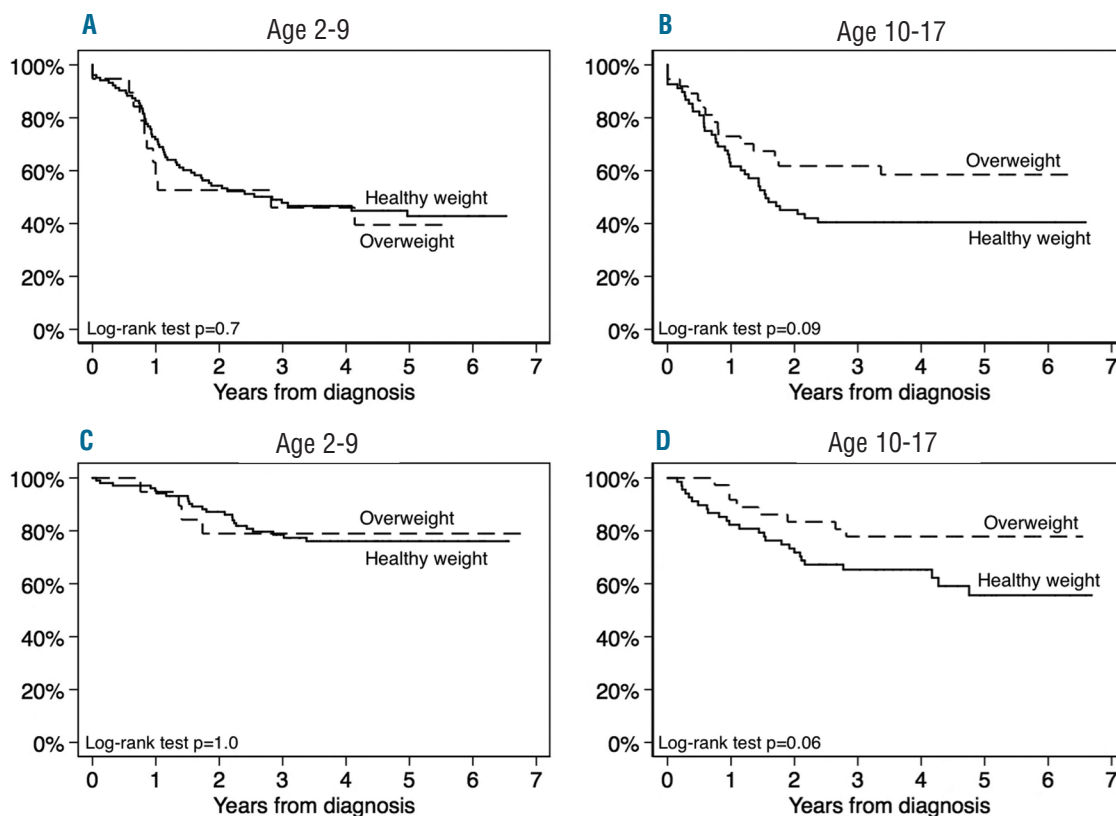 A
Age 2-9
100%
80%
60%
40%
20%
0%
Healthy weight
Overweight
Log-rank test p=0.7
0 1 2 3 4 5 6 7
Years from diagnosis
B
Age 10-17
100%
80%
60%
40%
20%
0%
Overweight
Healthy weight
Log-rank test p=0.09
0 1 2 3 4 5 6 7
Years from diagnosis
C
Age 2-9
100%
80%
60%
40%
20%
0%
Overweight
Healthy weight
Log-rank test p=1.0
0 1 2 3 4 5 6 7
Years from diagnosis
D
Age 10-17
100%
80%
60%
40%
20%
0%
Overweight
Healthy weight
Log-rank test p=0.06
0 1 2 3 4 5 6 7
Years from diagnosis